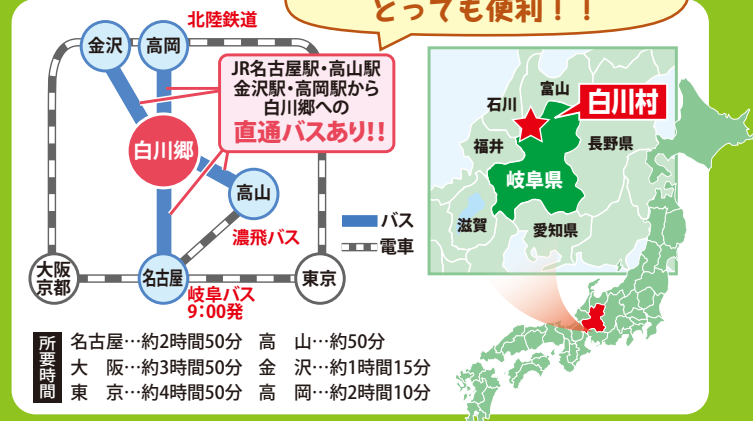 とっても便利！！
北陸鉄道
金沢
高岡
JR名古屋駅・高山駅
金沢駅・高岡駅から
白川郷への
直通バスあり!!
白川郷
高山
濃飛バス
バス
電車
大阪
京都
名古屋
東京
岐阜バス
9:00発
富山
石川
白川村
福井
長野県
岐阜県
滋賀
愛知県
所要時間
名古屋…約2時間50分 高　山…約50分
大　阪…約3時間50分 金　沢…約1時間15分
東　京…約4時間50分 高　岡…約2時間10分